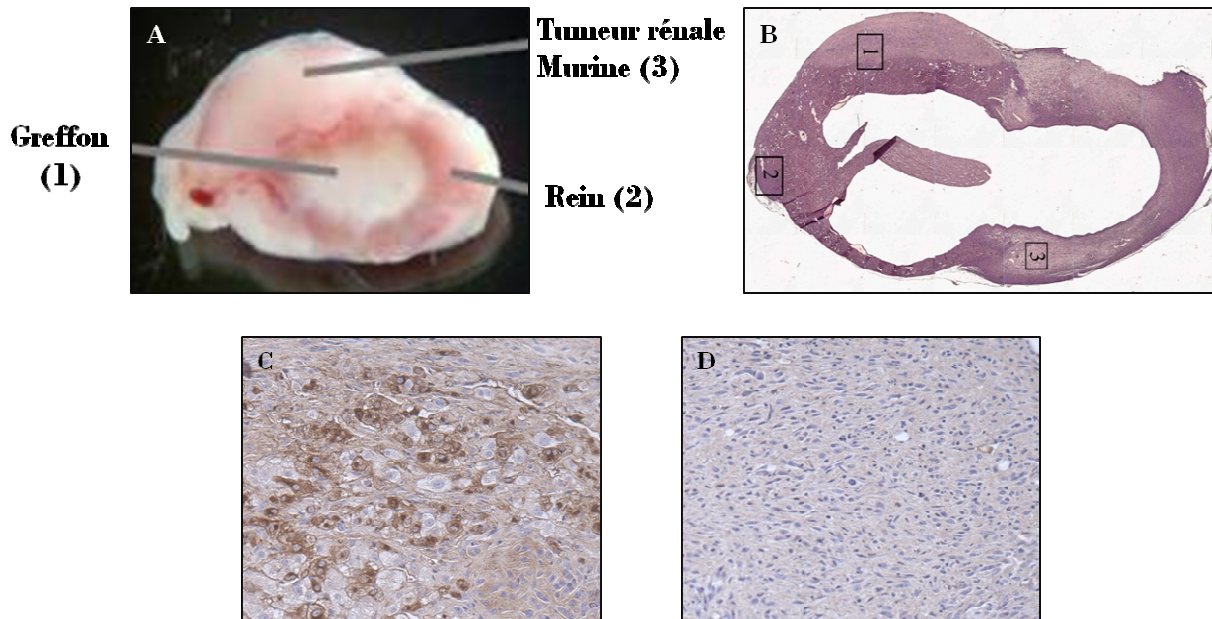 A
Tumeur rénale
Murine (3)
Greffon
(1)
Rein (2)
B
1
2
3
C
D